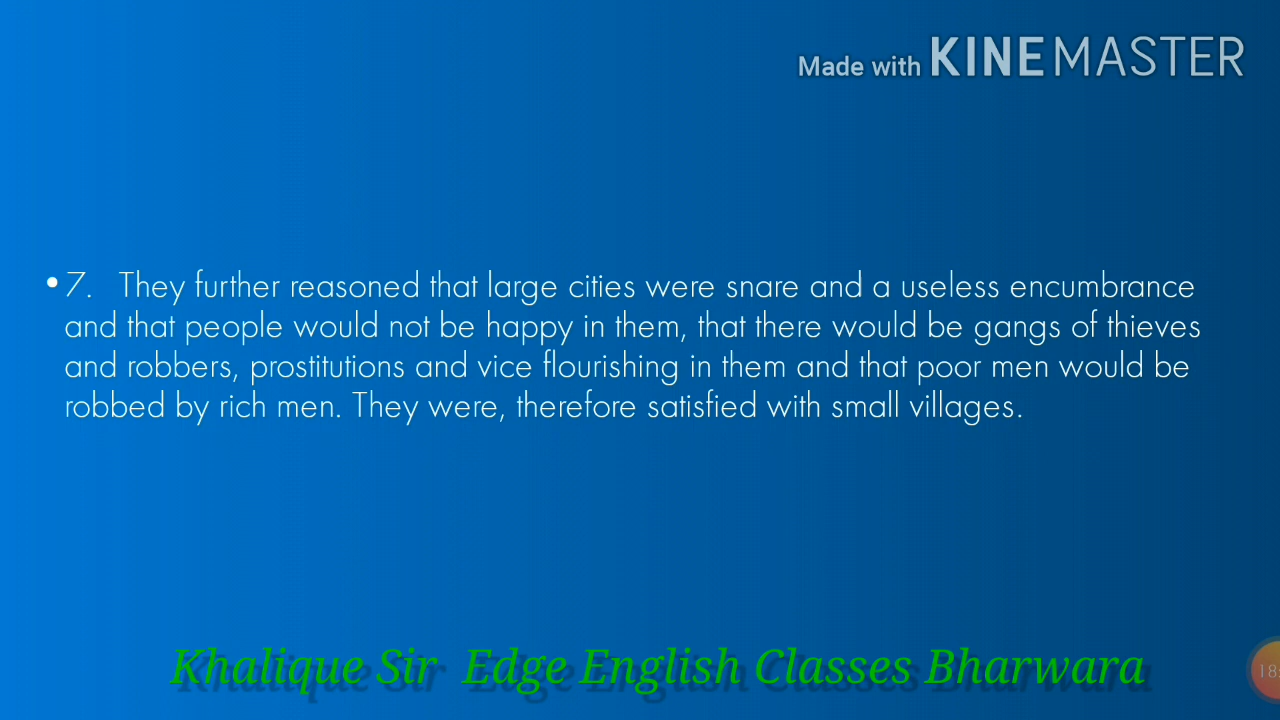 Made with KINEMASTER
• 7. They further reasoned that large cities were snare and a useless encumbrance
and that people would not be happy in them, that there would be gangs of thieves
and robbers, prostitutions and vice flourishing in them and that poor men would be
robbed by rich men. They were, therefore satisfied with small villages.
Khalique Sir Edge English Classes Bharwara